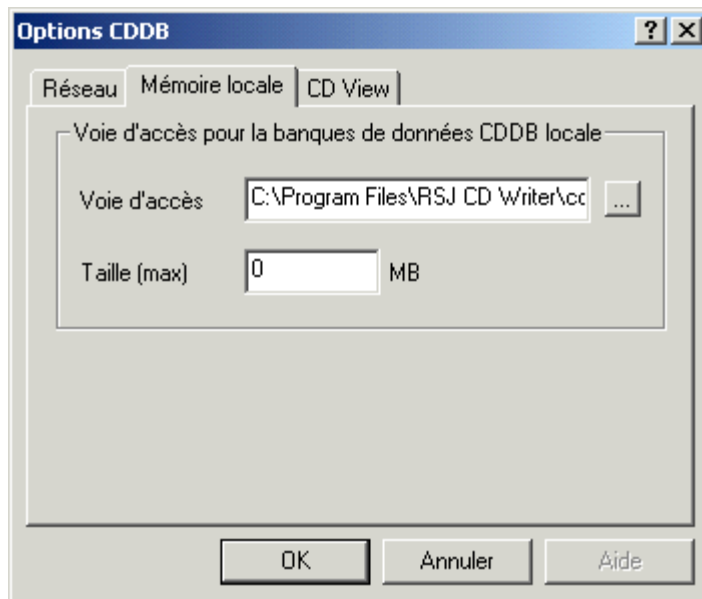 Options CDDB
Réseau Mémoire locale CD View
Voie d'accès pour la banques de données CDDB locale
Voie d'accès C:\Program Files\RSJ CD Writer\cc ...
Taille (max) 0 MB
OK Annuler Aide